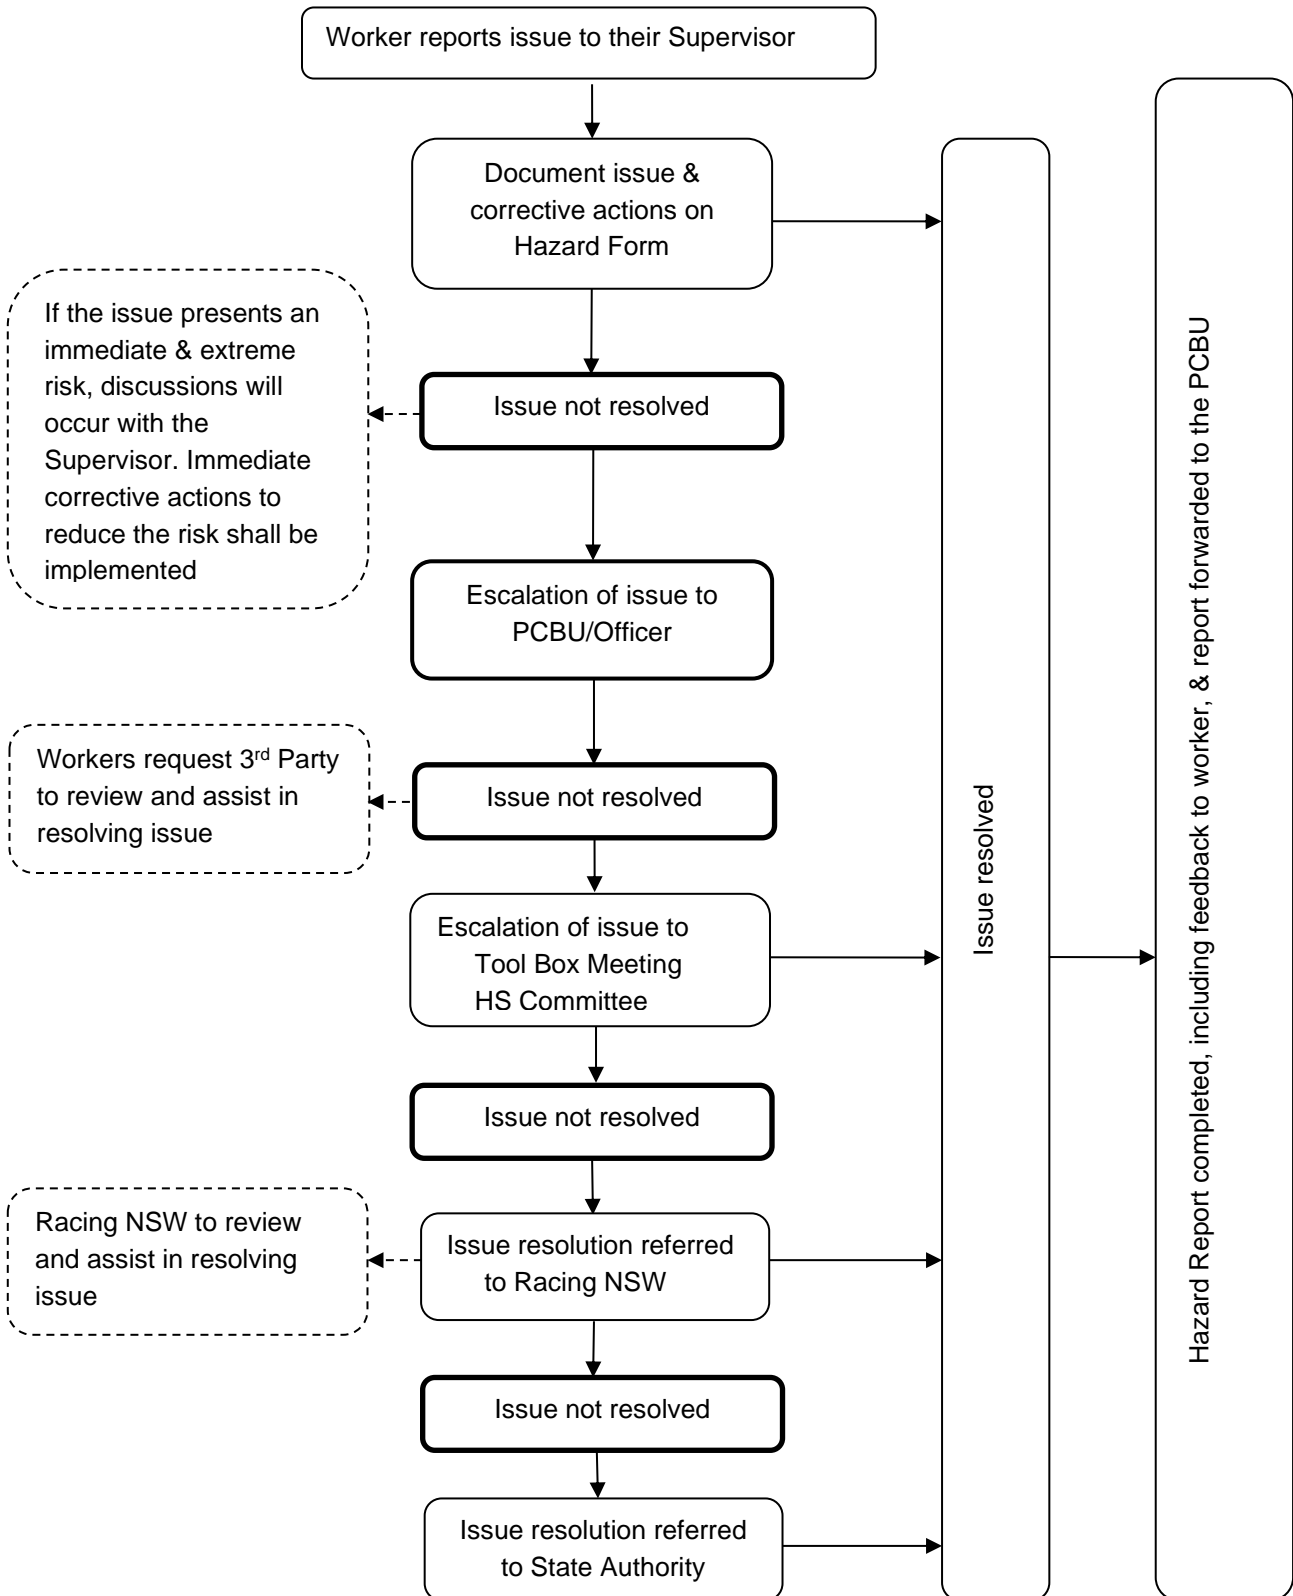 Worker reports issue to their Supervisor
Document issue &
corrective actions on
Hazard Form
If the issue presents an
immediate & extreme
risk, discussions will
occur with the
Supervisor. Immediate
corrective actions to
reduce the risk shall be
implemented
Issue not resolved
Escalation of issue to
PCBU/Officer
Workers request 3rd Party
to review and assist in
resolving issue
Issue not resolved
Escalation of issue to
Tool Box Meeting
HS Committee
Issue not resolved
Racing NSW to review
and assist in resolving
issue
Issue resolution referred
to Racing NSW
Issue not resolved
Issue resolution referred
to State Authority
Issue resolved
Hazard Report completed, including feedback to worker, & report forwarded to the PCBU